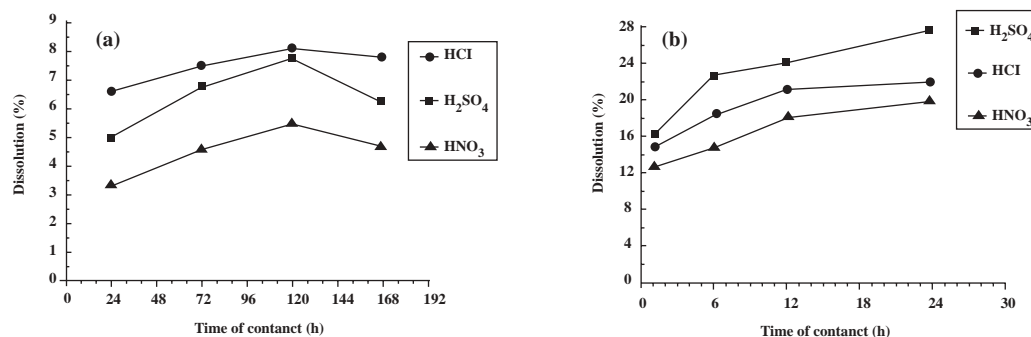 9
8
7
6
5
4
3
2
1
0
Dissolution (%)
(a)
HCI
H₂SO₄
HNO₃
0 24 48 72 96 120 144 168 192
Time of contanct (h)
28
24
20
16
12
8
4
0
Dissolution (%)
(b)
H₂SO₄
HCI
HNO₃
0 6 12 18 24 30
Time of contanct (h)